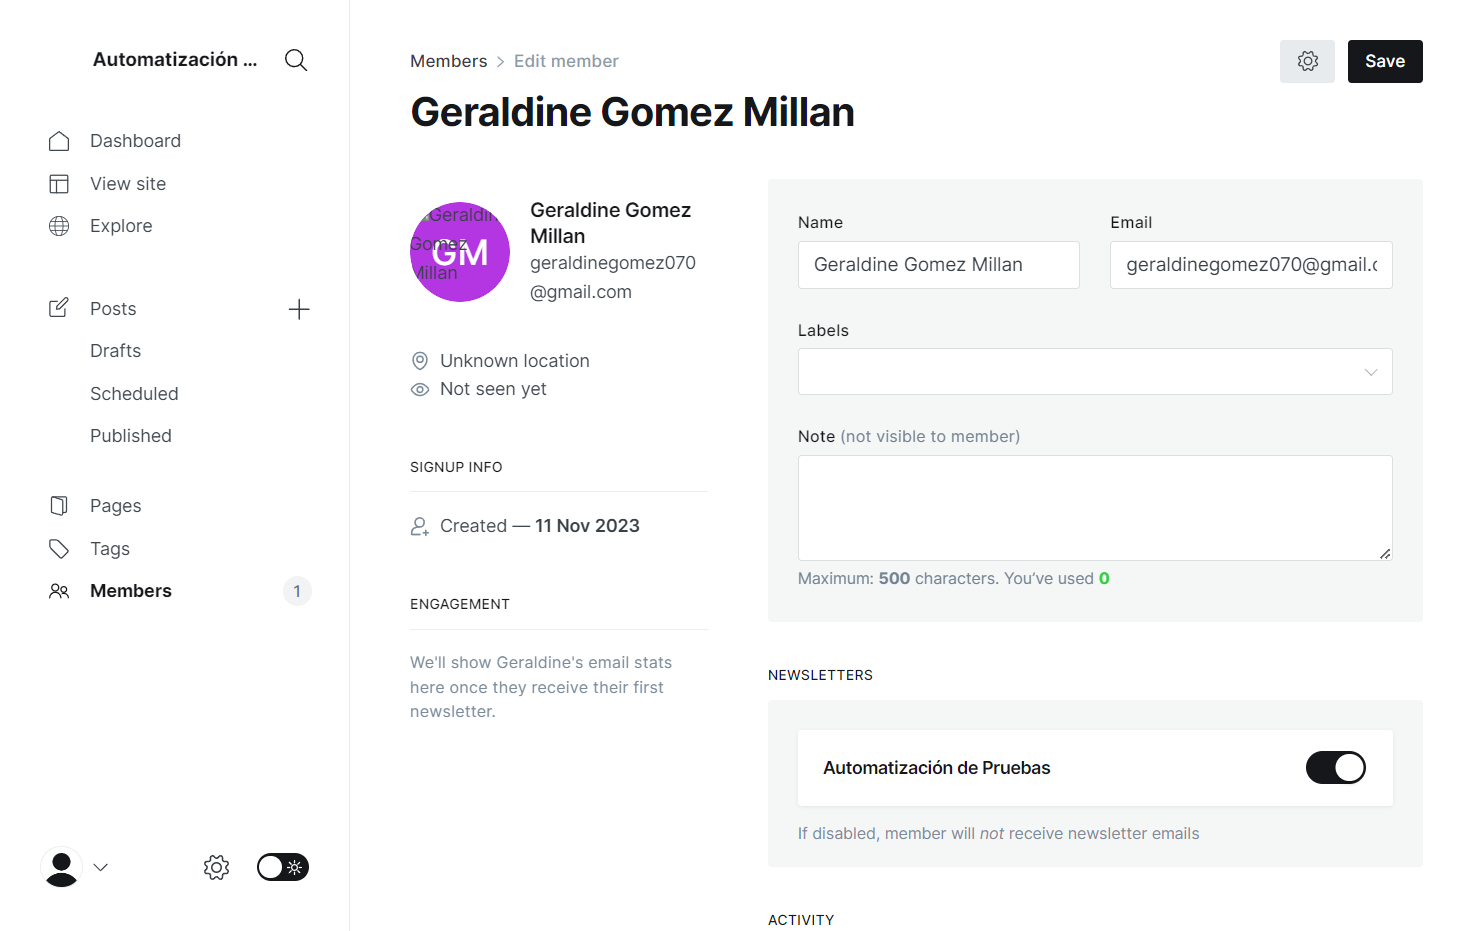 Automatización ...
Dashboard
View site
Explore
Posts
Drafts
Scheduled
Published
Pages
Tags
Members
1
Members > Edit member
Save
Geraldine Gomez Millan
Geraldin
Gomez
Millan
GM
Geraldine Gomez
Millan
geraldinegomez070
@gmail.com
Unknown location
Not seen yet
SIGNUP INFO
Created — 11 Nov 2023
ENGAGEMENT
We'll show Geraldine's email stats
here once they receive their first
newsletter.
Name
Geraldine Gomez Millan
Email
geraldinegomez070@gmail.c
Labels
Note (not visible to member)
Maximum: 500 characters. You’ve used 0
NEWSLETTERS
Automatización de Pruebas
If disabled, member will not receive newsletter emails
ACTIVITY